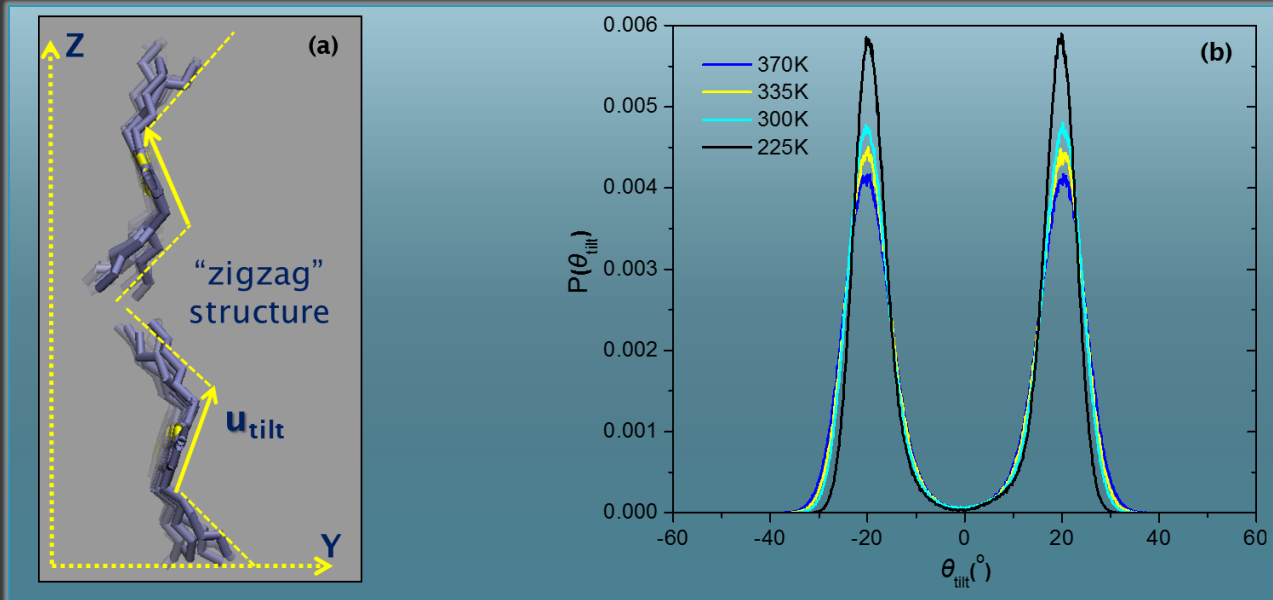 Z
(a)
“zigzag”
structure
u_tilt
Y
(b)
370K
335K
300K
225K
P(θ_tilt)
0.006
0.005
0.004
0.003
0.002
0.001
0.000
-60
-40
-20
0
20
40
60
θ_tilt(°)